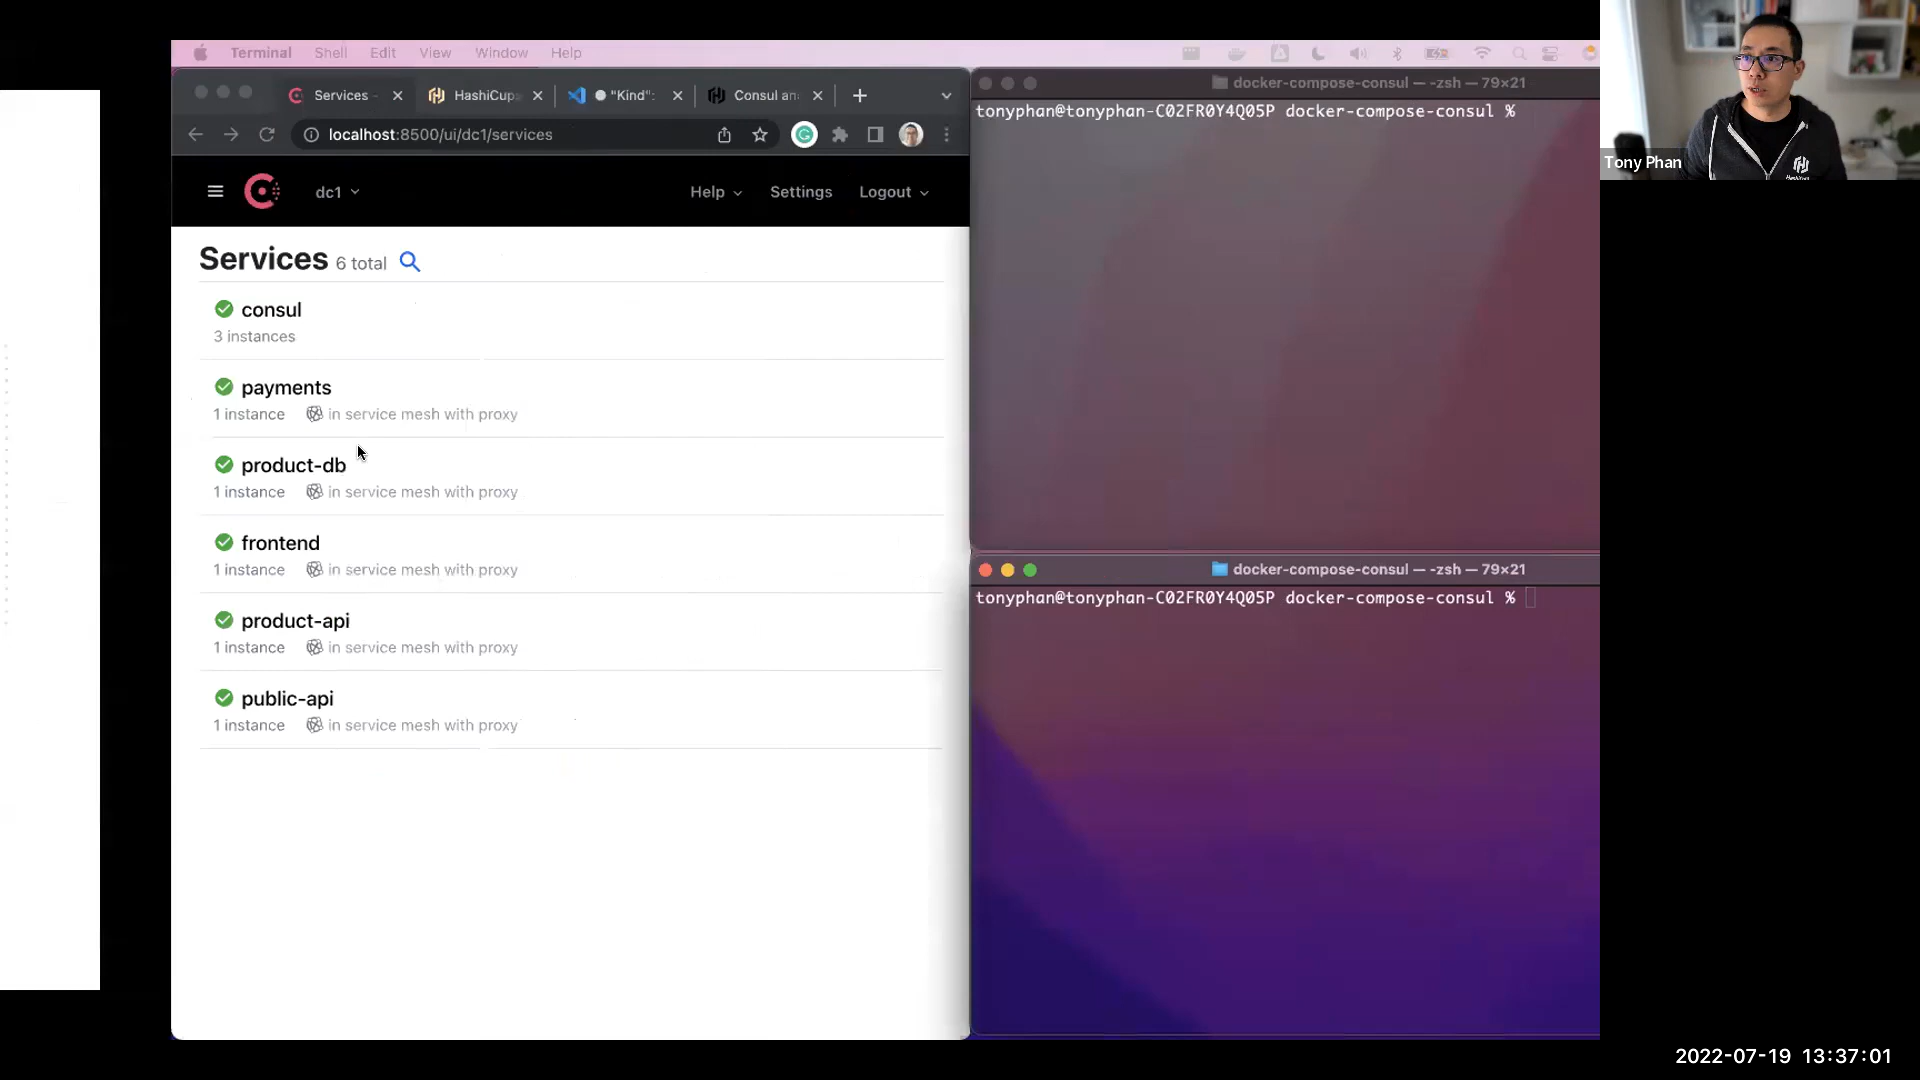 Terminal Shell Edit View Window Help
Services - HashiCup "Kind": Consul an
localhost:8500/ui/dc1/services
dc1 Help Settings Logout
Services 6 total
consul
3 instances
payments
1 instance in service mesh with proxy
product-db
1 instance in service mesh with proxy
frontend
1 instance in service mesh with proxy
product-api
1 instance in service mesh with proxy
public-api
1 instance in service mesh with proxy
docker-compose-consul — -zsh — 79×21
tonyphan@tonyphan-C02FR0Y4Q05P docker-compose-consul %
docker-compose-consul — -zsh — 79×21
tonyphan@tonyphan-C02FR0Y4Q05P docker-compose-consul %
Tony Phan
2022-07-19 13:37:01